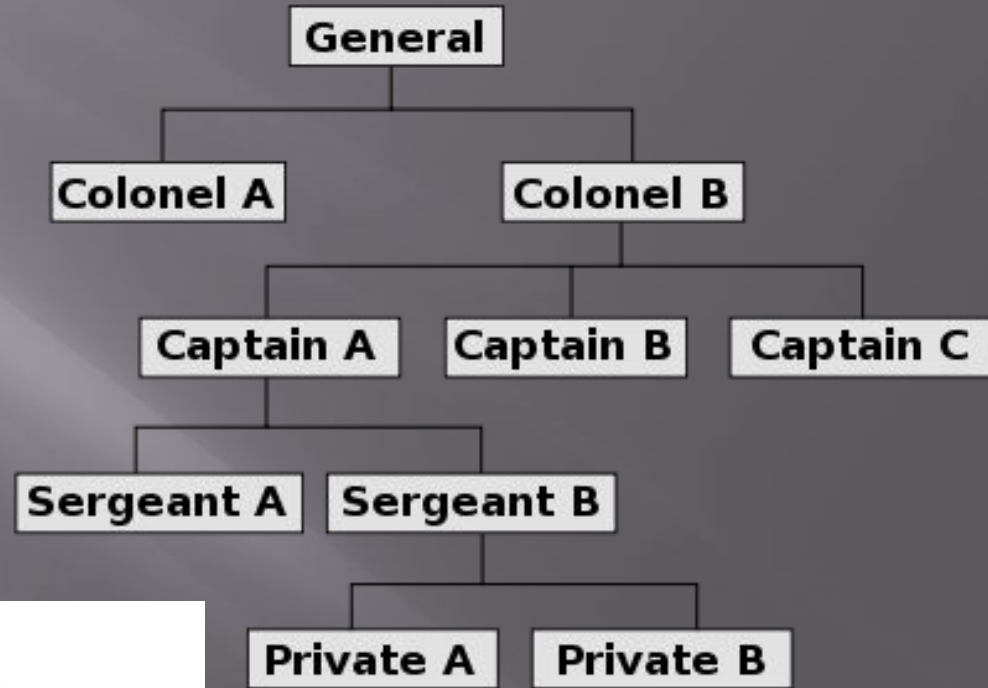 General
Colonel A
Colonel B
Captain A
Captain B
Captain C
Sergeant A
Sergeant B
Private A
Private B